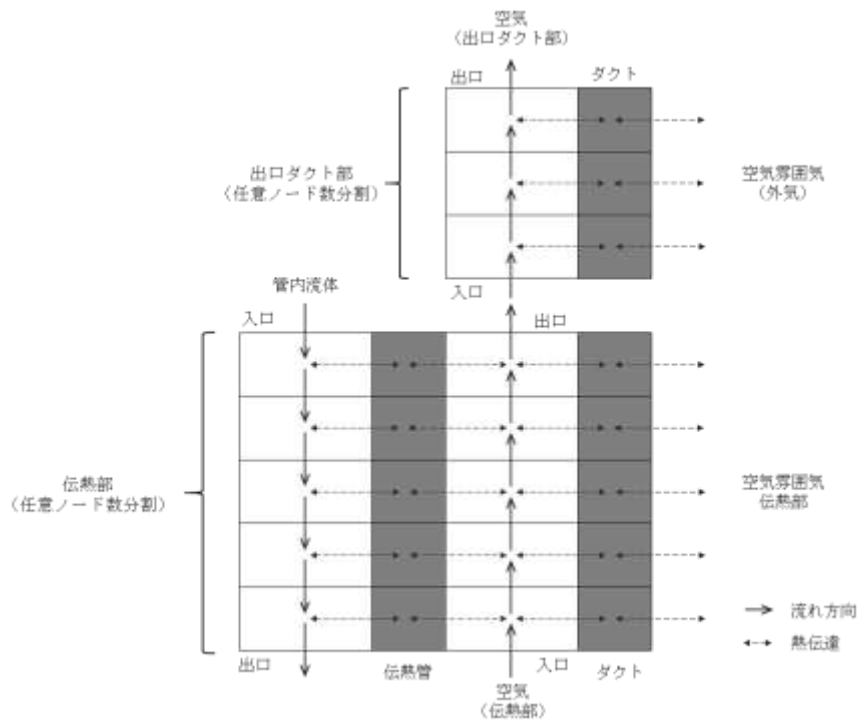 空気
（出口ダクト部）
出口
ダクト
出口ダクト部
（任意ノード数分割）
空気雰囲気
（外気）
入口
管内流体
入口
出口
伝熱部
（任意ノード数分割）
空気雰囲気
伝熱部
流れ方向
熱伝達
出口
伝熱管
入口
ダクト
空気
（伝熱部）